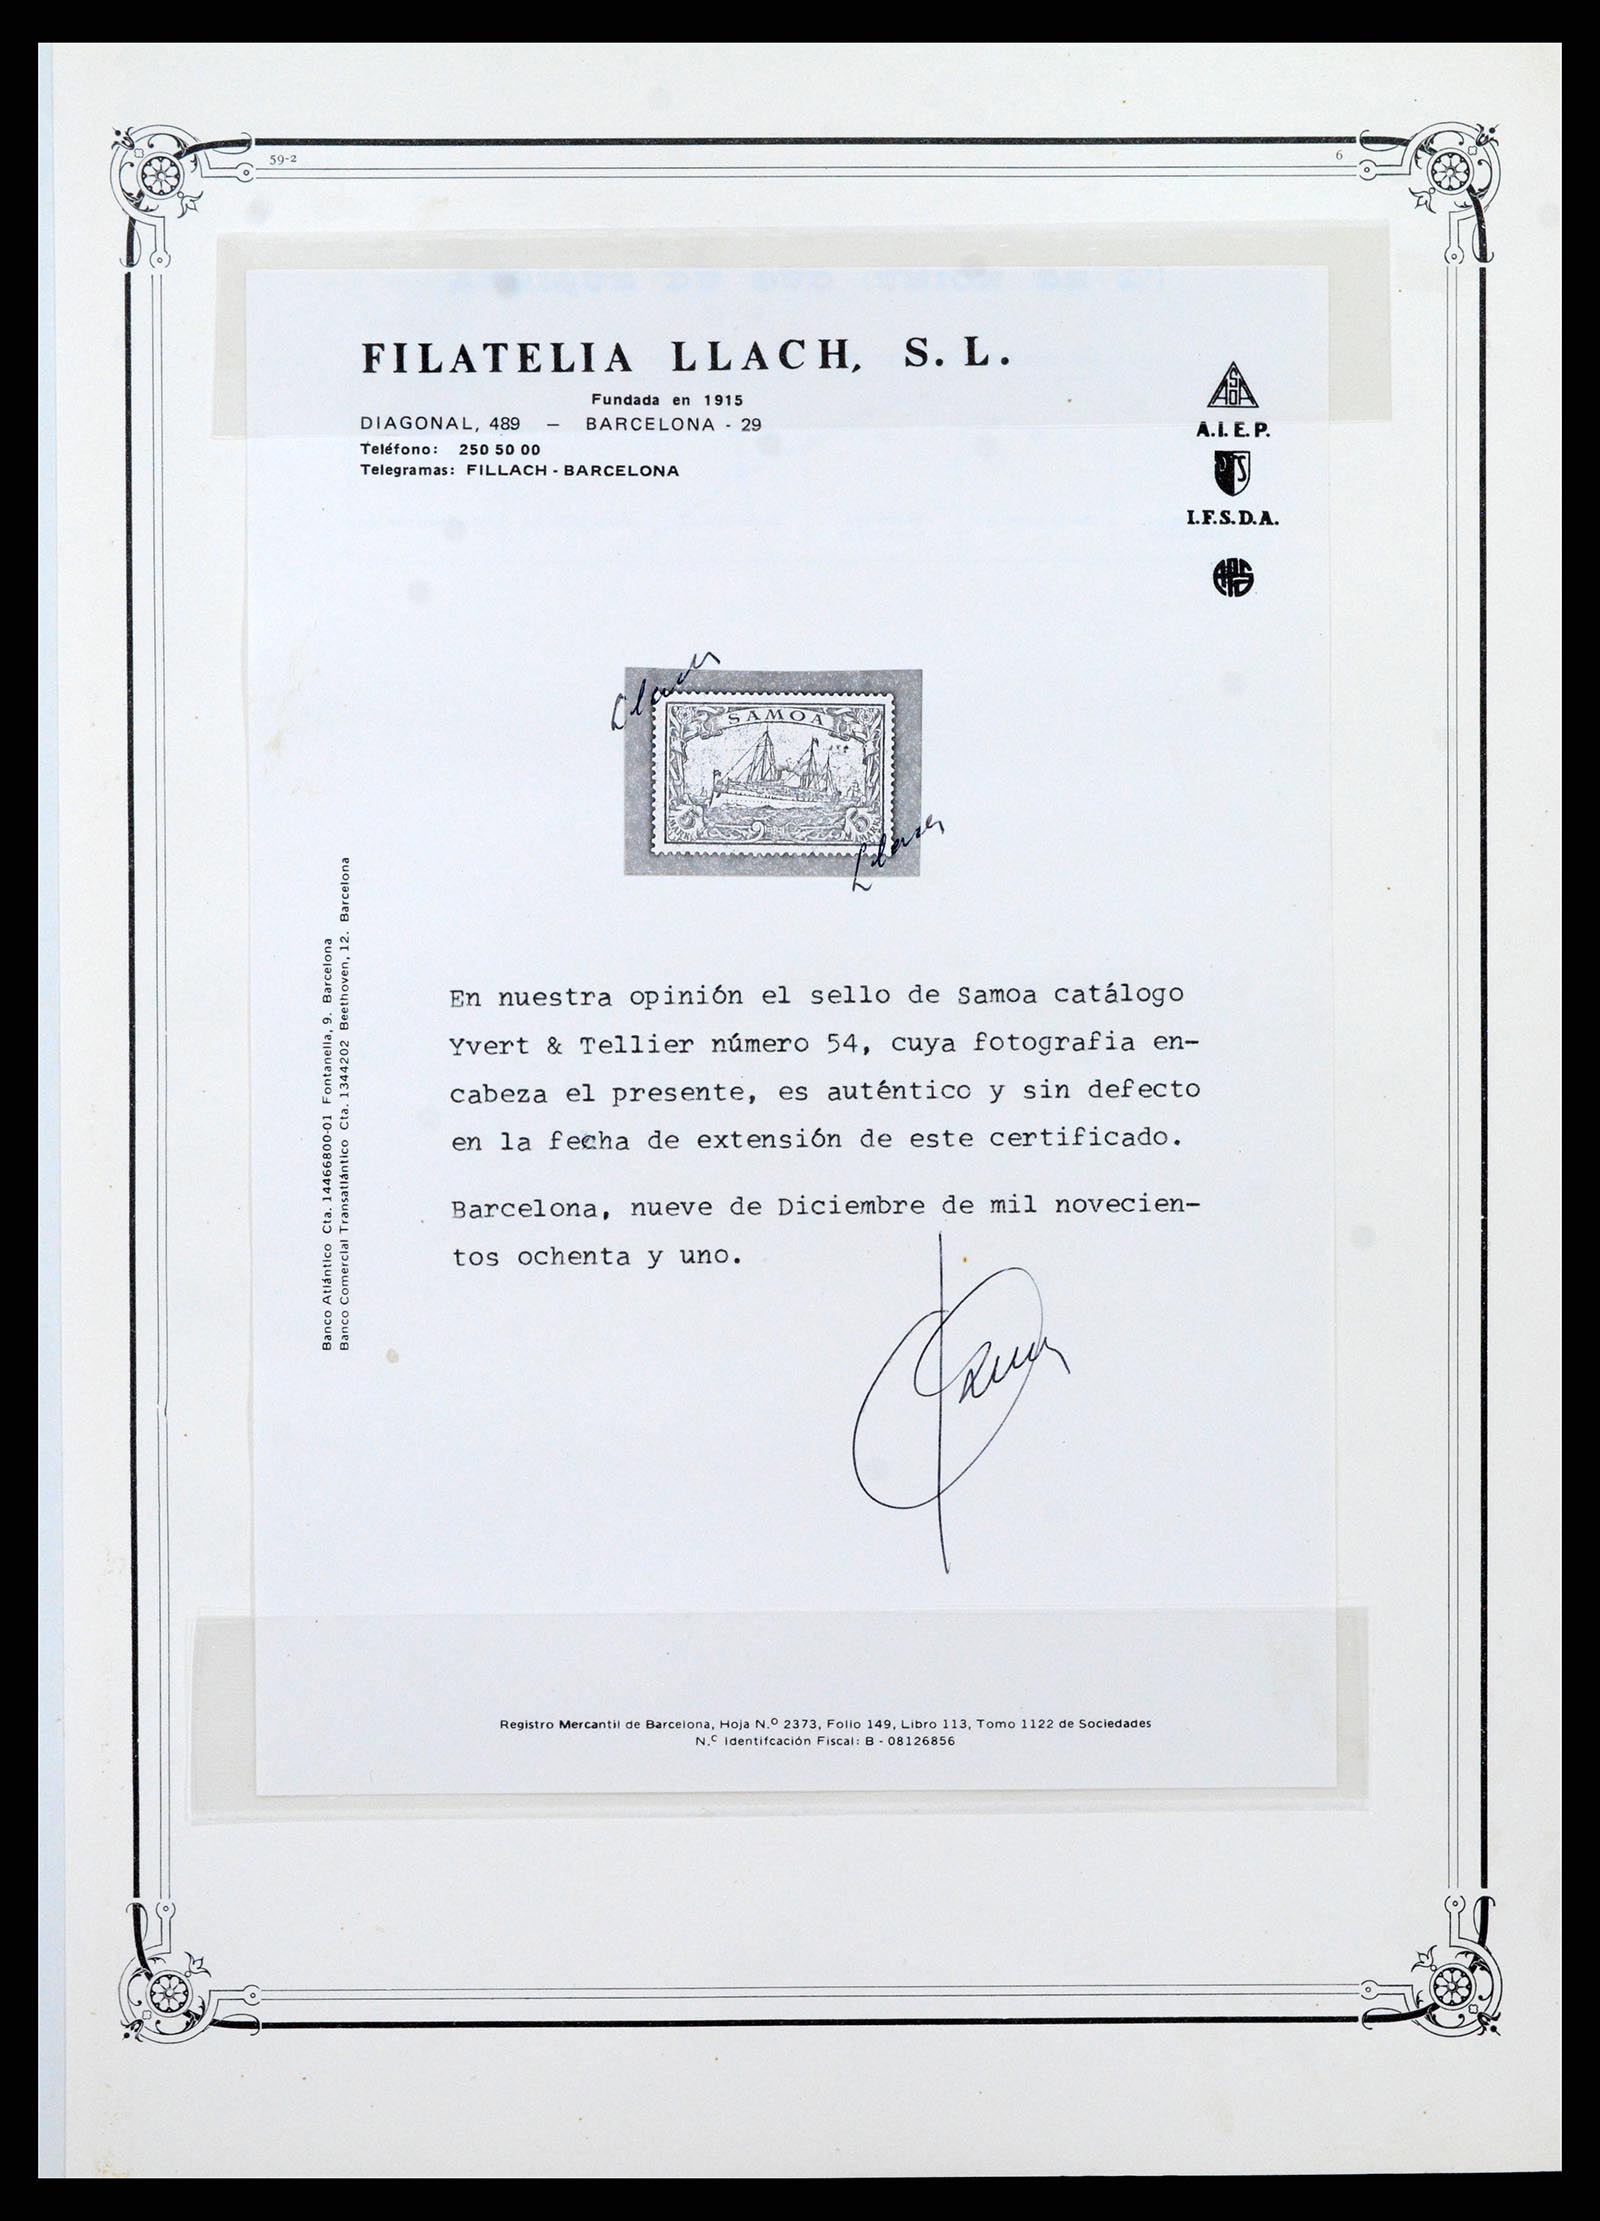 59-2
6
FILATELIA LLACH, S. L.
Fundada en 1915
DIAGONAL, 489 — BARCELONA - 29
Teléfono: 250 50 00
Telegramas: FILLACH - BARCELONA
A.I.E.P.
I.F.S.D.A.
APS
SAMOA
5
5
Banco Atlántico Cta. 14466800-01 Fontanella, 9. Barcelona
Banco Comercial Transatlántico Cta. 1344202 Beethoven, 12. Barcelona
En nuestra opinión el sello de Samoa catálogo
Yvert & Tellier número 54, cuya fotografia en-
cabeza el presente, es auténtico y sin defecto
en la fecha de extensión de este certificado.
Barcelona, nueve de Diciembre de mil novecien-
tos ochenta y uno.
Registro Mercantil de Barcelona, Hoja N.º 2373, Folio 149, Libro 113, Tomo 1122 de Sociedades
N.º Identifcación Fiscal: B - 08126856